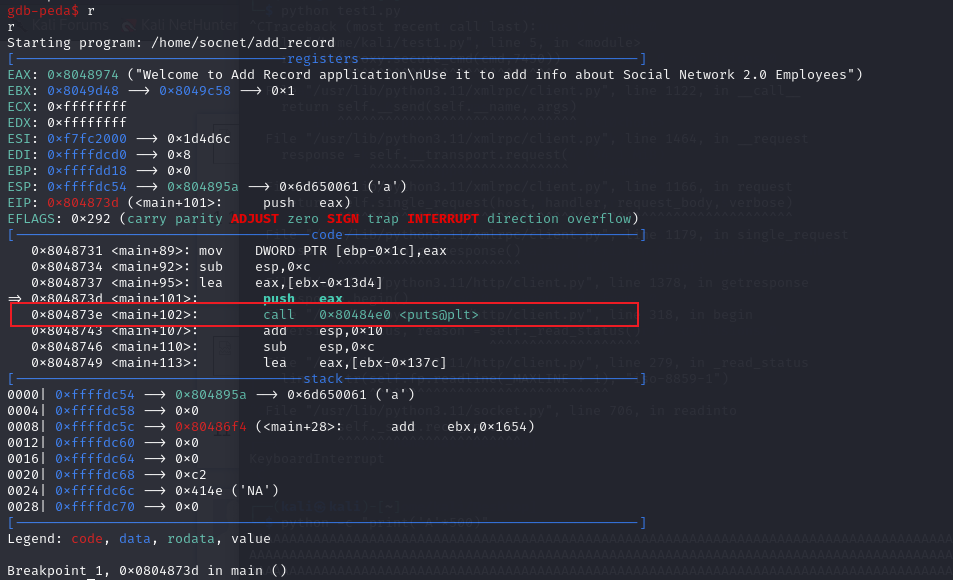 gdb-peda$ r
r
Starting program: /home/socnet/add_record
[----------------------------------registers-----------------------------------]
EAX: 0x8048974 ("Welcome to Add Record application\nUse it to add info about Social Network 2.0 Employees")
EBX: 0x8049d48 --> 0x8049c58 --> 0x1
ECX: 0xffffffff
EDX: 0xffffffff
ESI: 0xf7fc2000 --> 0x1d4d6c
EDI: 0xffffdcd0 --> 0x8
EBP: 0xffffdd18 --> 0x0
ESP: 0xffffdc54 --> 0x804895a --> 0x6d650061 ('a')
EIP: 0x804873d (<main+101>: push eax)
EFLAGS: 0x292 (carry parity ADJUST zero SIGN trap INTERRUPT direction overflow)
[-------------------------------------code-------------------------------------]
0x8048731 <main+89>: mov DWORD PTR [ebp-0x1c],eax
0x8048734 <main+92>: sub esp,0xc
0x8048737 <main+95>: lea eax,[ebx-0x13d4]
=> 0x804873d <main+101>: push eax
0x804873e <main+102>: call 0x80484e0 <puts@plt>
0x8048743 <main+107>: add esp,0x10
0x8048746 <main+110>: sub esp,0xc
0x8048749 <main+113>: lea eax,[ebx-0x137c]
[------------------------------------stack-------------------------------------]
0000| 0xffffdc54 --> 0x804895a --> 0x6d650061 ('a')
0004| 0xffffdc58 --> 0x0
0008| 0xffffdc5c --> 0x80486f4 (<main+28>: add ebx,0x1654)
0012| 0xffffdc60 --> 0x0
0016| 0xffffdc64 --> 0x0
0020| 0xffffdc68 --> 0xc2
0024| 0xffffdc6c --> 0x414e ('NA')
0028| 0xffffdc70 --> 0x0
[------------------------------------------------------------------------------]
Legend: code, data, rodata, value
Breakpoint 1, 0x0804873d in main ()